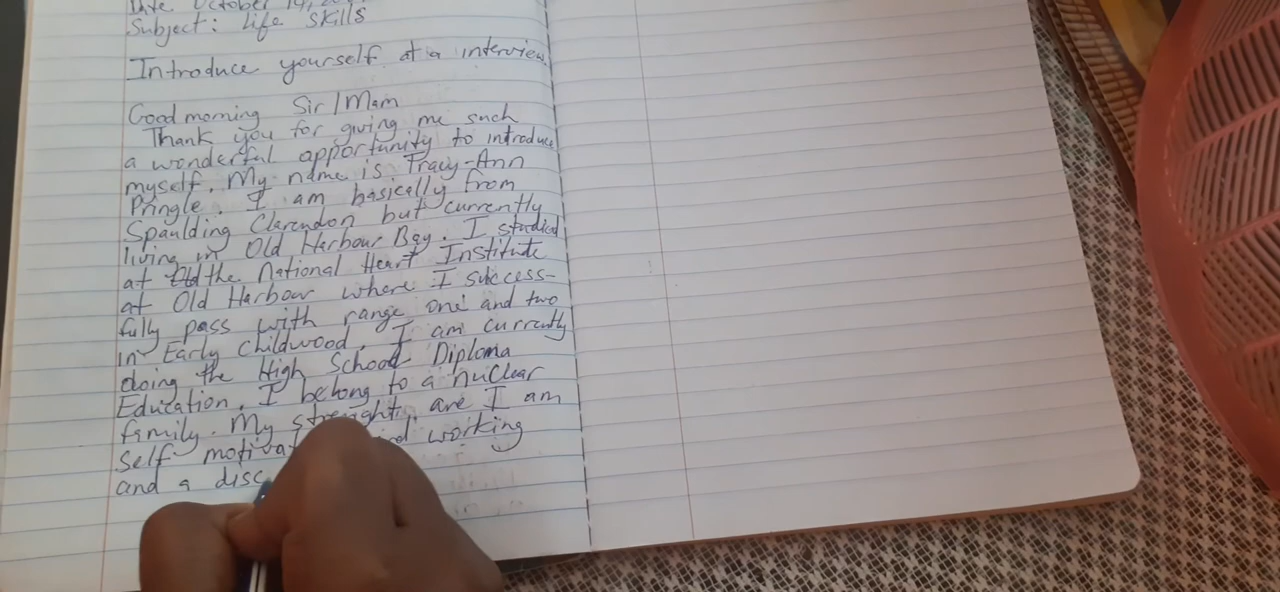 Date October 14, 20
Subject: Life Skills
Introduce yourself at a interview
Good morning Sir/Mam
Thank you for giving me such
a wonderful opportunity to introduce
myself. My name is Tracy-Ann
Pringle. I am basically from
Spaulding Clarendon but currently
living in Old Harbour Bay. I studied
at the National Heart Institute
at Old Harbour where I success-
fully pass with range one and two
in Early Childwood. I am currently
doing the High School Diploma
Education. I belong to a nuclear
family. My are I am
Self working
and a disc